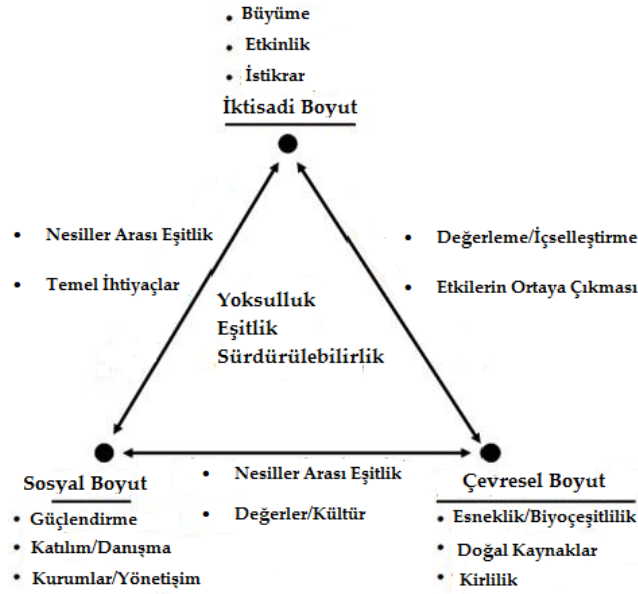 • Büyüme
• Etkinlik
• İstikrar
İktisadi Boyut
• Nesiller Arası Eşitlik
• Temel İhtiyaçlar
• Değerleme/İçselleştirme
• Etkilerin Ortaya Çıkması
Yoksulluk
Eşitlik
Sürdürülebilirlik
Sosyal Boyut
• Güçlendirme
• Katılım/Danışma
• Kurumlar/Yönetişim
• Nesiller Arası Eşitlik
• Değerler/Kültür
Çevresel Boyut
• Esneklik/Biyoçeşitlilik
• Doğal Kaynaklar
• Kirlilik